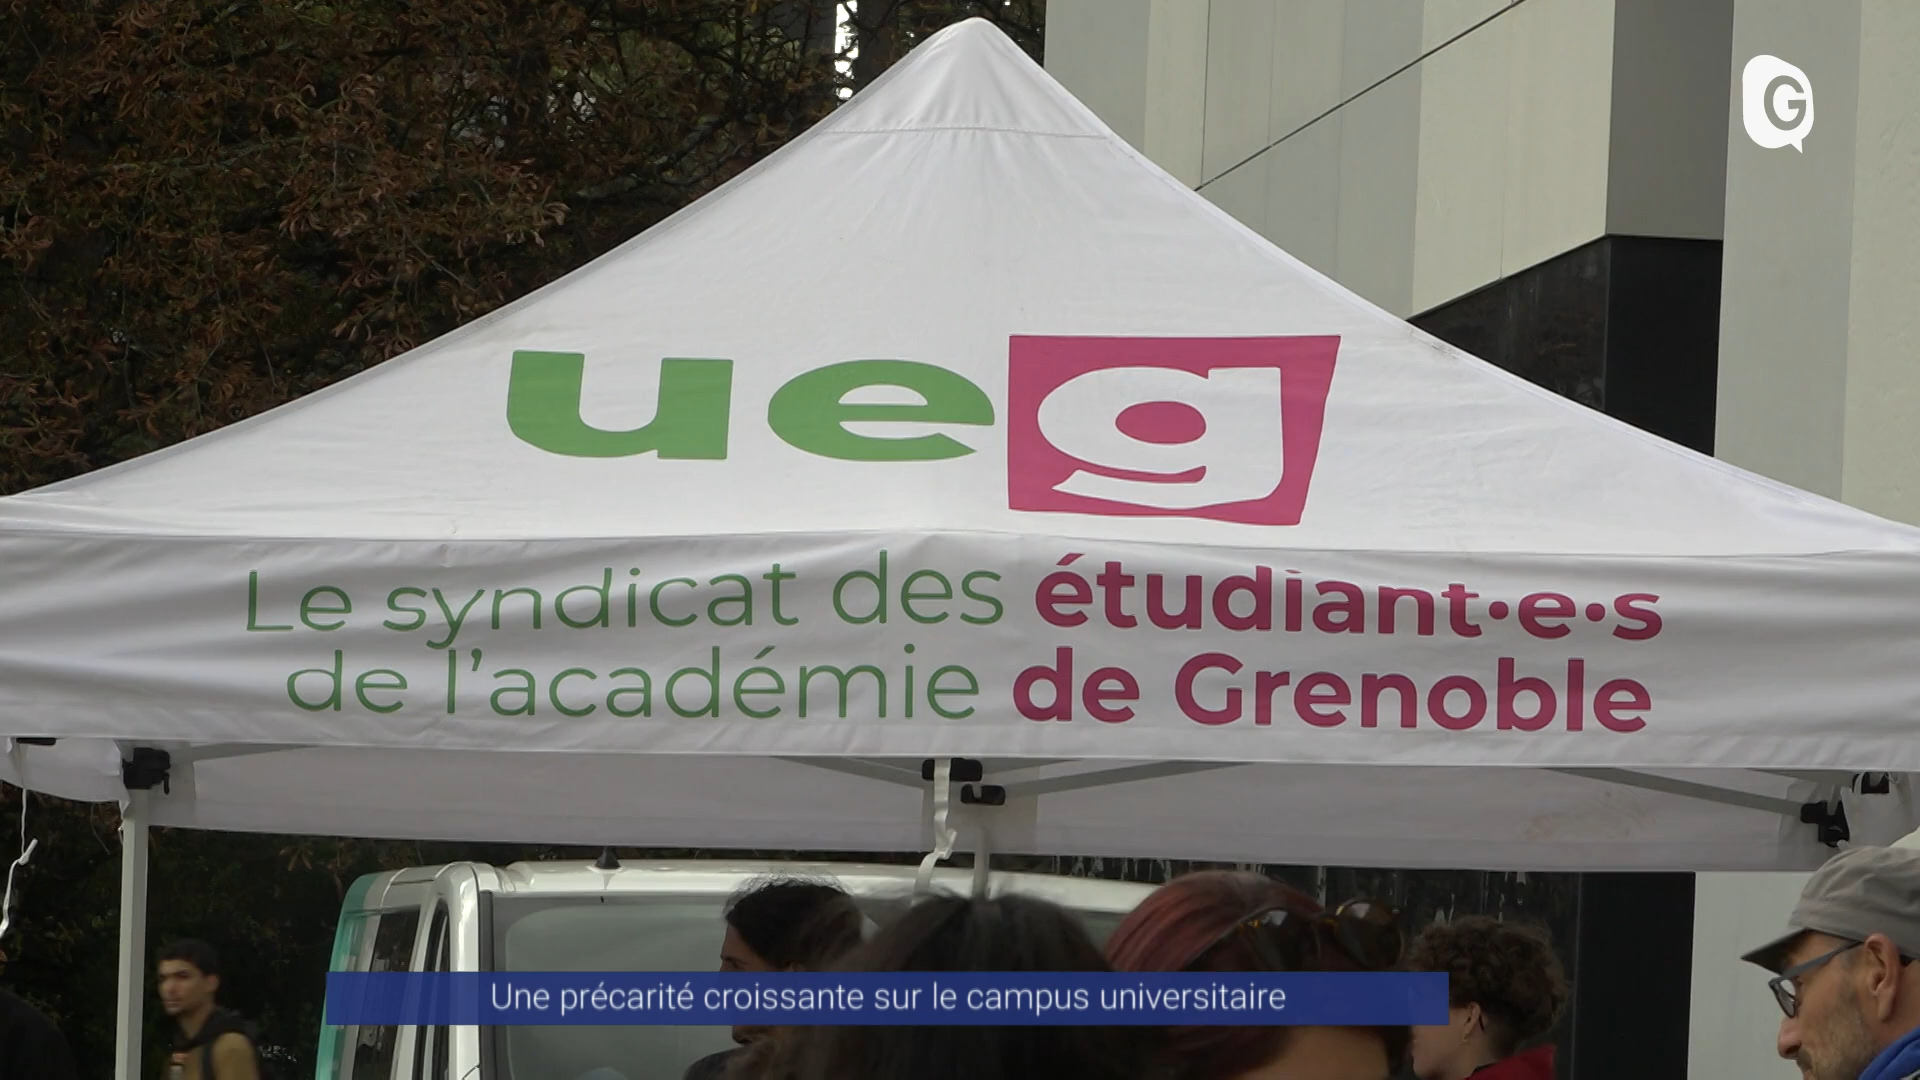 G
ueg
Le syndicat des étudiant•e•s
de l'académie de Grenoble
Une précarité croissante sur le campus universitaire